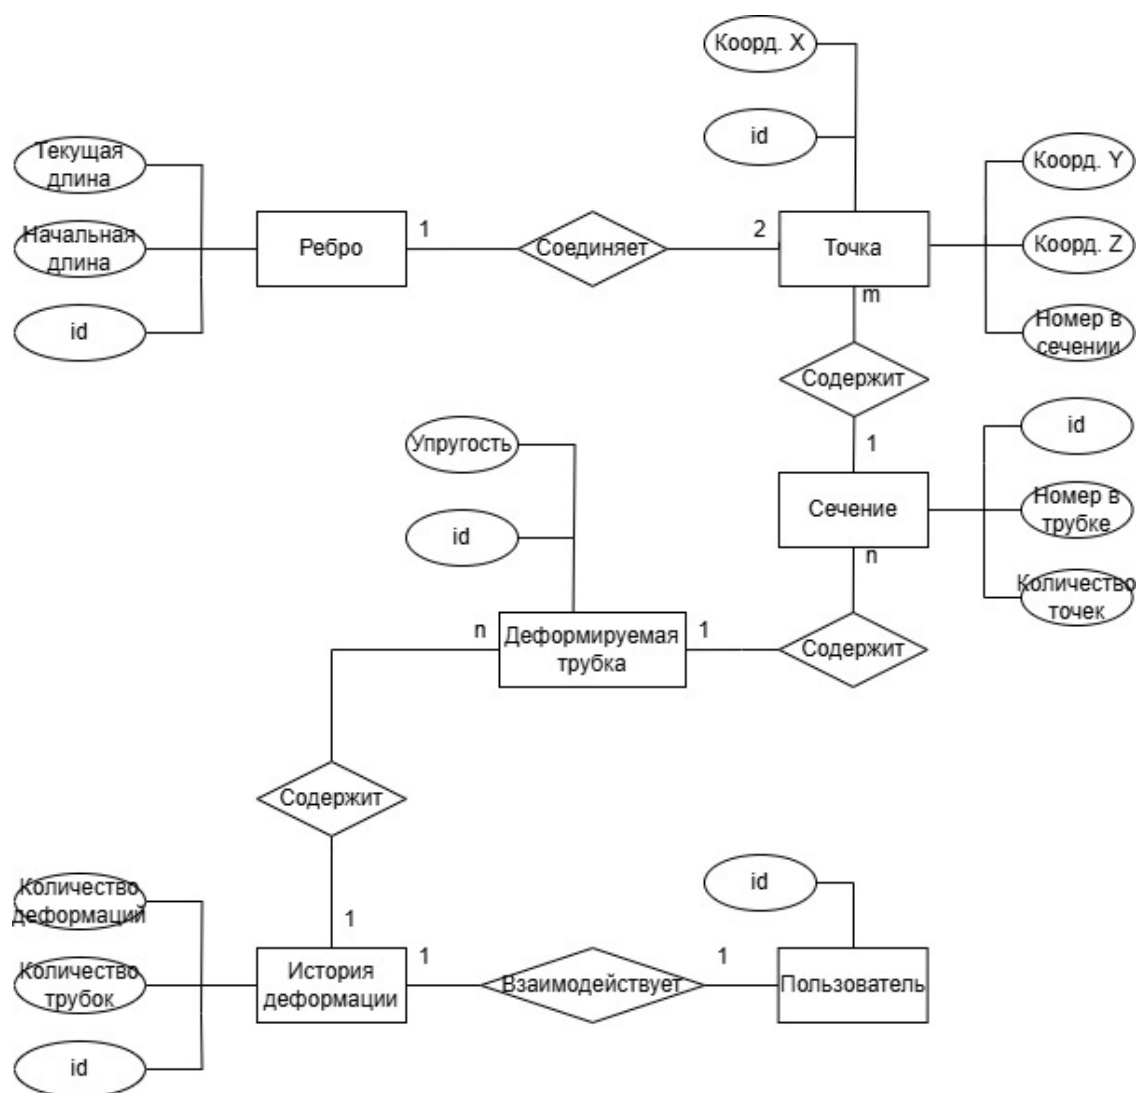 Коорд. X
id
Текущая
длина
Начальная
длина
id
Ребро
1
Соединяет
2
Точка
Коорд. Y
Коорд. Z
Номер в
сечении
m
Содержит
1
Сечение
id
Номер в
трубке
Количество
точек
n
Упругость
id
n
Деформируемая
трубка
1
Содержит
Содержит
1
Количество
деформаций
Количество
трубок
id
История
деформации
1
Взаимодействует
1
id
Пользователь